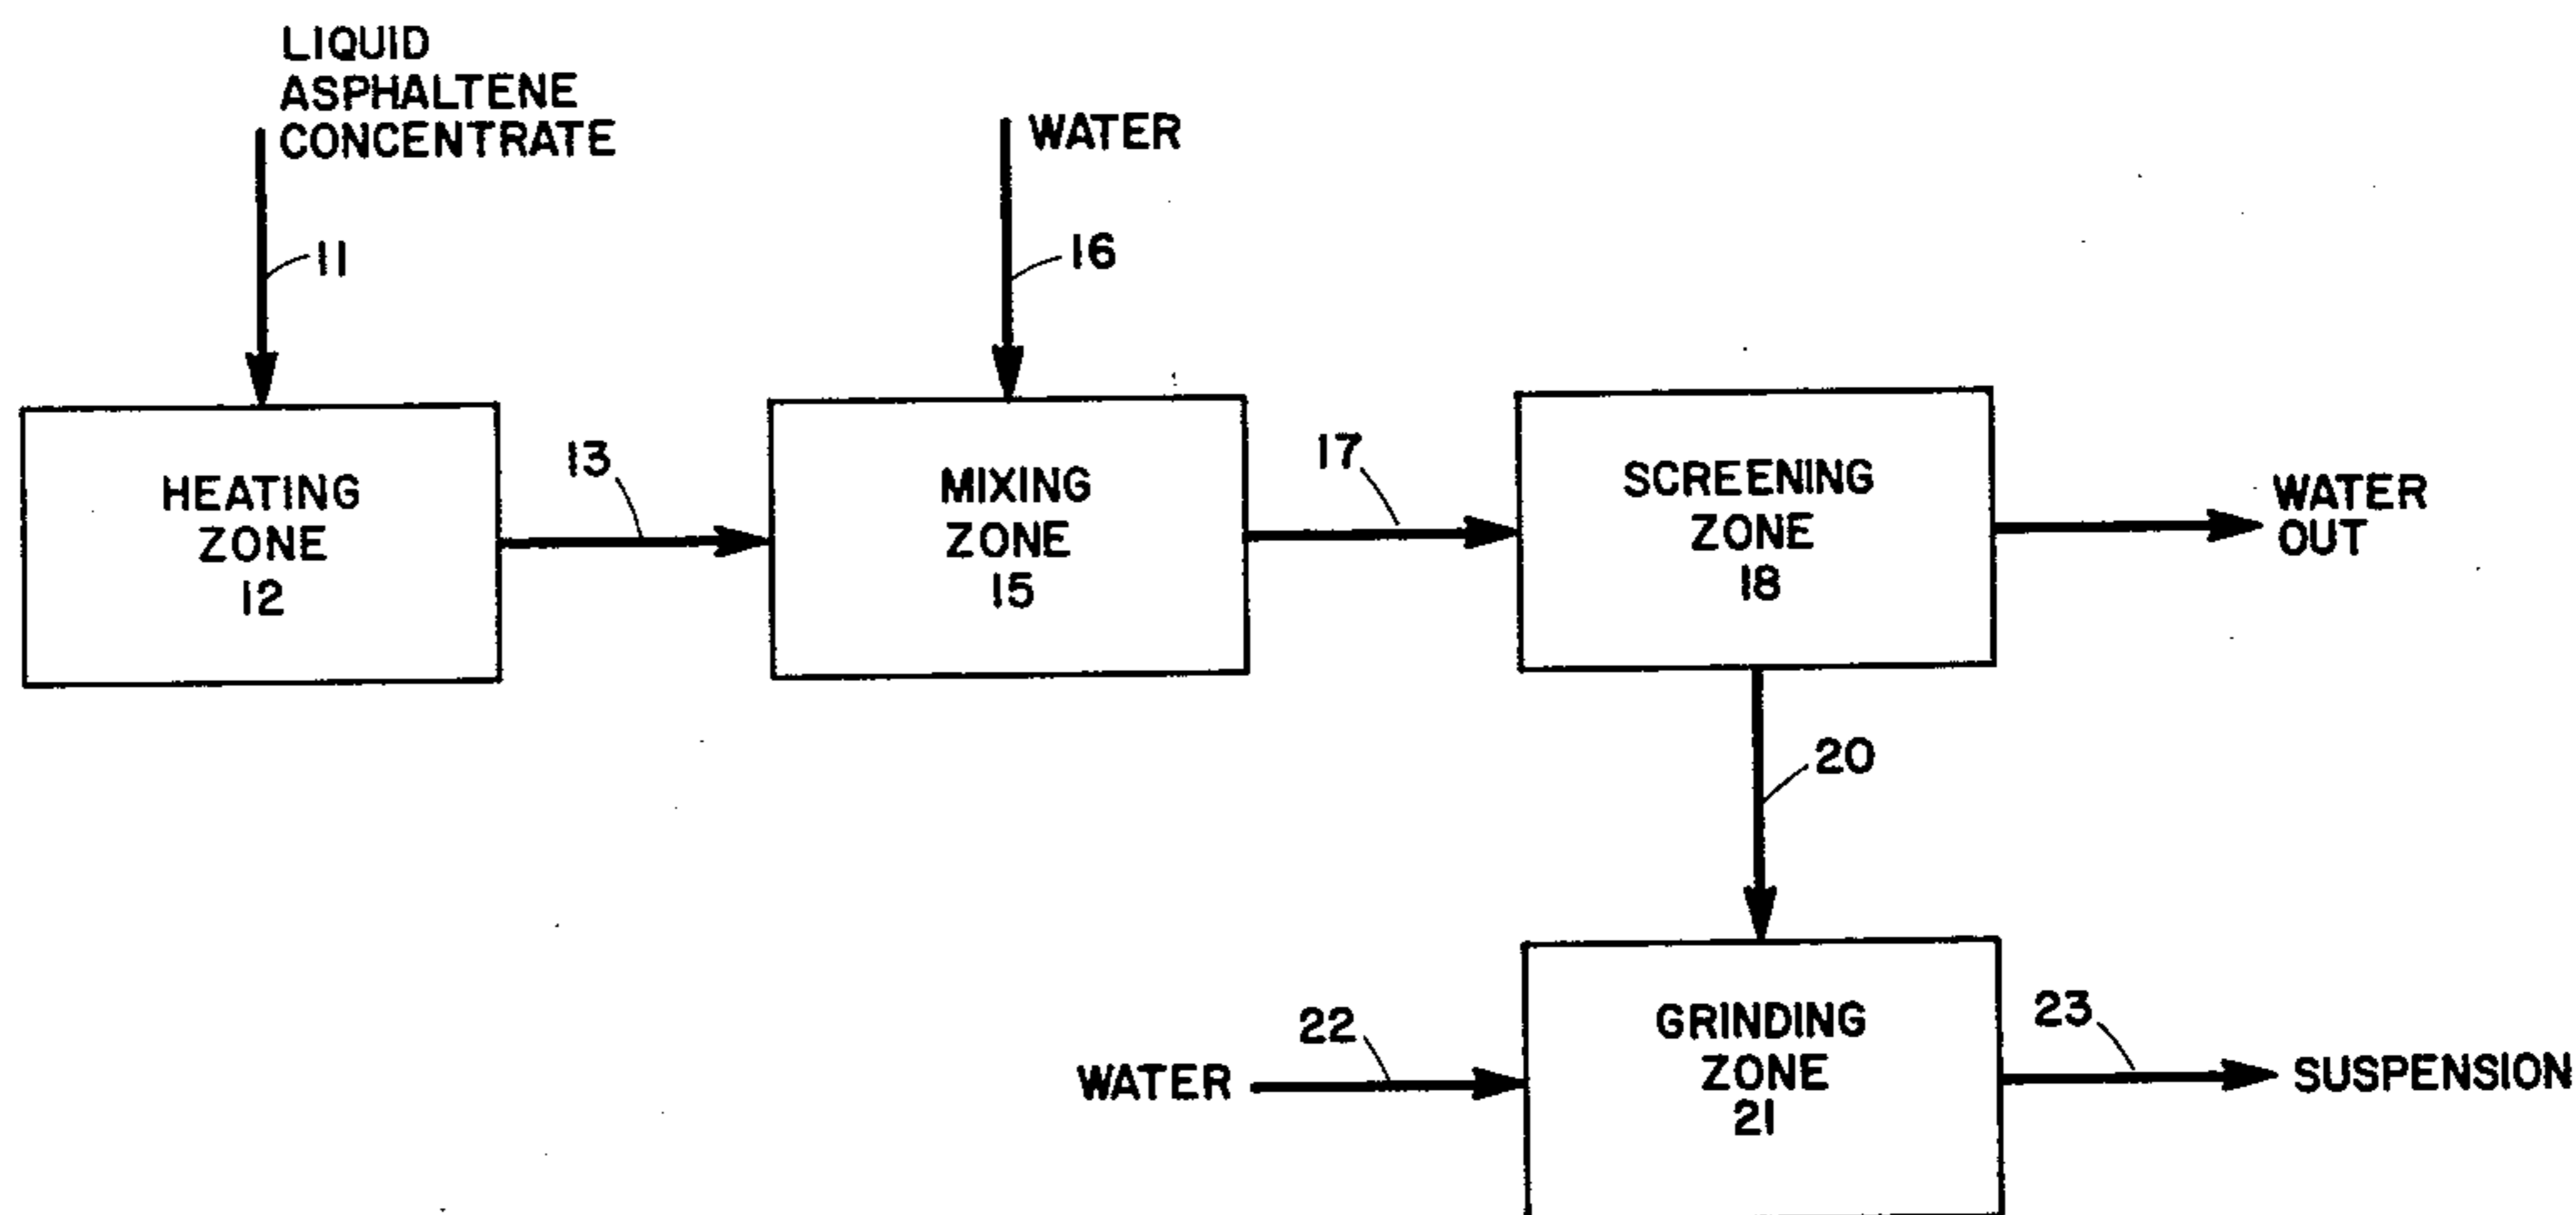 LIQUID
ASPHALTENE
CONCENTRATE
11
WATER
16
HEATING
ZONE
12
13
MIXING
ZONE
15
17
SCREENING
ZONE
18
WATER
OUT
20
WATER
22
GRINDING
ZONE
21
23
SUSPENSION